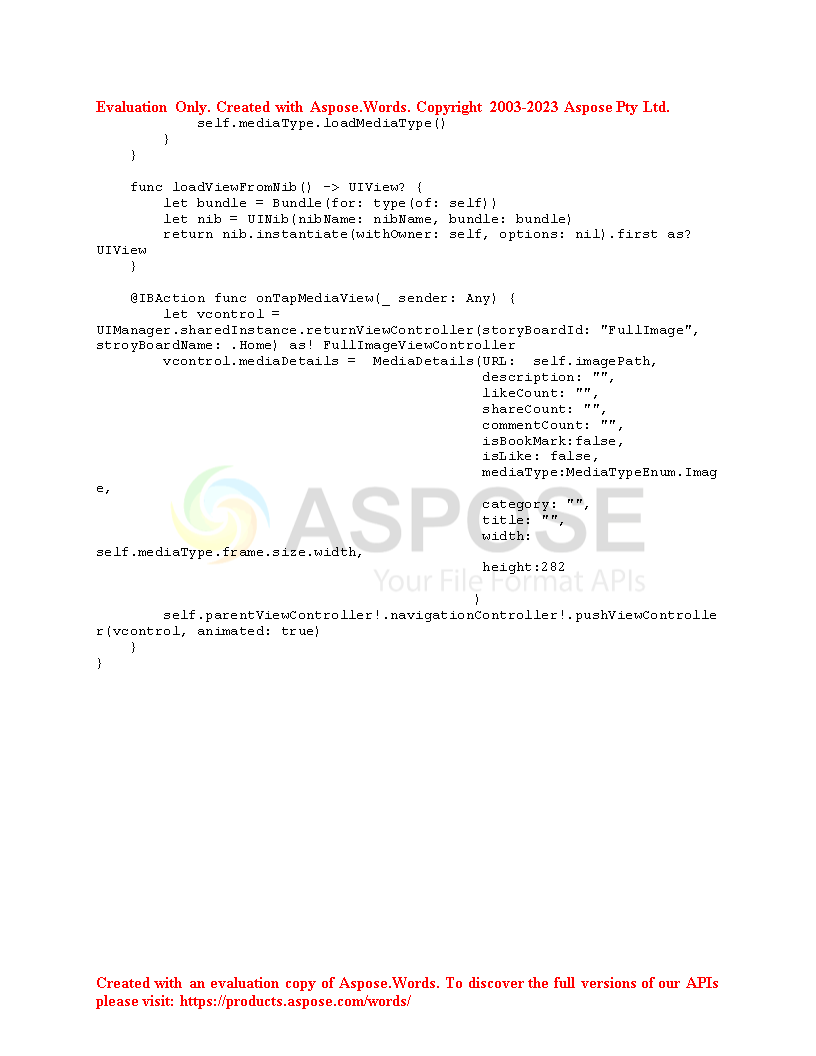 Evaluation Only. Created with Aspose.Words. Copyright 2003-2023 Aspose Pty Ltd.
            self.mediaType.loadMediaType()
        }
    }

    func loadViewFromNib() -> UIView? {
        let bundle = Bundle(for: type(of: self))
        let nib = UINib(nibName: nibName, bundle: bundle)
        return nib.instantiate(withOwner: self, options: nil).first as?
UIView
    }

    @IBAction func onTapMediaView(_ sender: Any) {
        let vcontrol =
UIManager.sharedInstance.returnViewController(storyBoardId: "FullImage",
stroyBoardName: .Home) as! FullImageViewController
        vcontrol.mediaDetails =  MediaDetails(URL:  self.imagePath,
                                              description: "",
                                              likeCount: "",
                                              shareCount: "",
                                              commentCount: "",
                                              isBookMark:false,
                                              isLike: false,
                                              mediaType:MediaTypeEnum.Imag
e,
                                              category: "",
                                              title: "",
                                              width:
self.mediaType.frame.size.width,
                                              height:282
                                             )
        self.parentViewController!.navigationController!.pushViewControlle
r(vcontrol, animated: true)
    }
}
ASPOSE
Your File Format APIs
Created with an evaluation copy of Aspose.Words. To discover the full versions of our APIs
please visit: https://products.aspose.com/words/